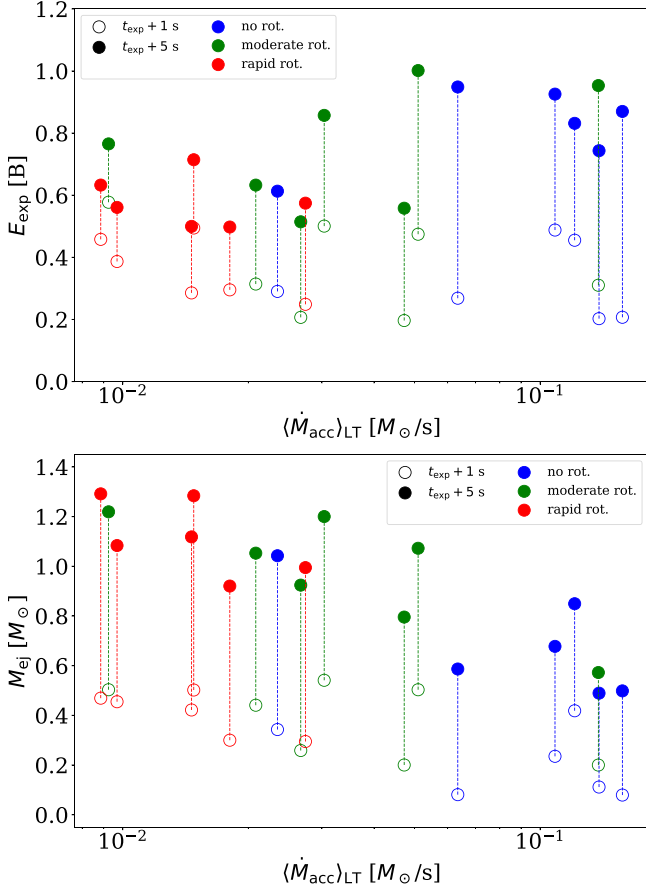 1.2
1.0
0.8
0.6
0.4
0.2
0.0
E_exp [B]
t_exp + 1 s
t_exp + 5 s
no rot.
moderate rot.
rapid rot.
10⁻² 10⁻¹
⟨Ṁ_acc⟩_LT [M_⊙/s]
1.4
1.2
1.0
0.8
0.6
0.4
0.2
0.0
M_ej [M_⊙]
t_exp + 1 s
t_exp + 5 s
no rot.
moderate rot.
rapid rot.
10⁻² 10⁻¹
⟨Ṁ_acc⟩_LT [M_⊙/s]